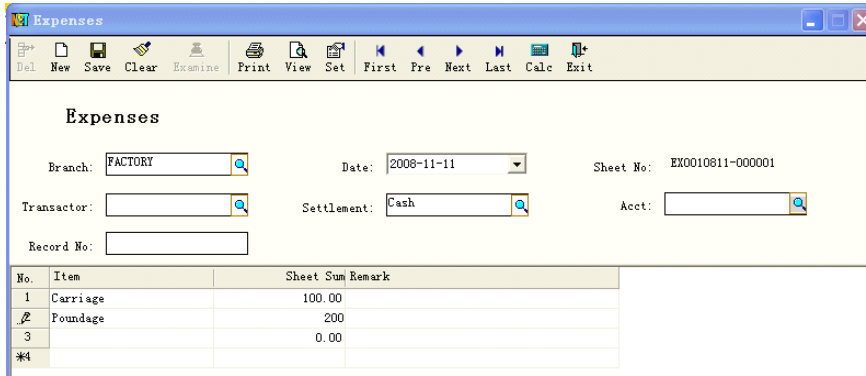 Expenses
Del New Save Clear Examine Print View Set First Pre Next Last Calc Exit
Expenses
Branch: FACTORY Date: 2008-11-11 Sheet No: EX0010811-000001
Transactor: Settlement: Cash Acct:
Record No:
No. Item Sheet Sum Remark
1 Carriage 100.00
2 Poundage 200
3 0.00
*4